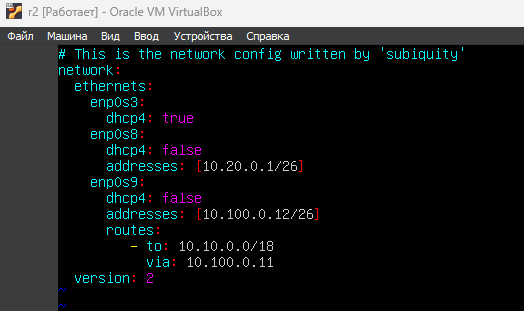 r2 [Работает] - Oracle VM VirtualBox
Файл Машина Вид Ввод Устройства Справка
# This is the network config written by 'subiquity'
network:
  ethernets:
    enp0s3:
      dhcp4: true
    enp0s8:
      dhcp4: false
      addresses: [10.20.0.1/26]
    enp0s9:
      dhcp4: false
      addresses: [10.100.0.12/26]
      routes:
         - to: 10.10.0.0/18
           via: 10.100.0.11
  version: 2
~
~